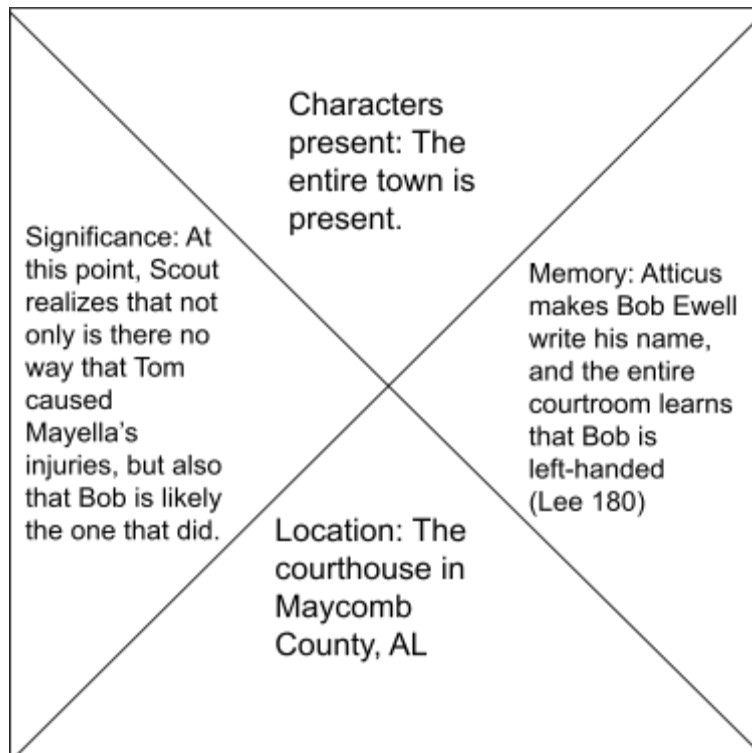 Characters
present: The
entire town is
present.
Significance: At
this point, Scout
realizes that not
only is there no
way that Tom
caused
Mayella’s
injuries, but also
that Bob is likely
the one that did.
Memory: Atticus
makes Bob Ewell
write his name,
and the entire
courtroom learns
that Bob is
left-handed
(Lee 180)
Location: The
courthouse in
Maycomb
County, AL